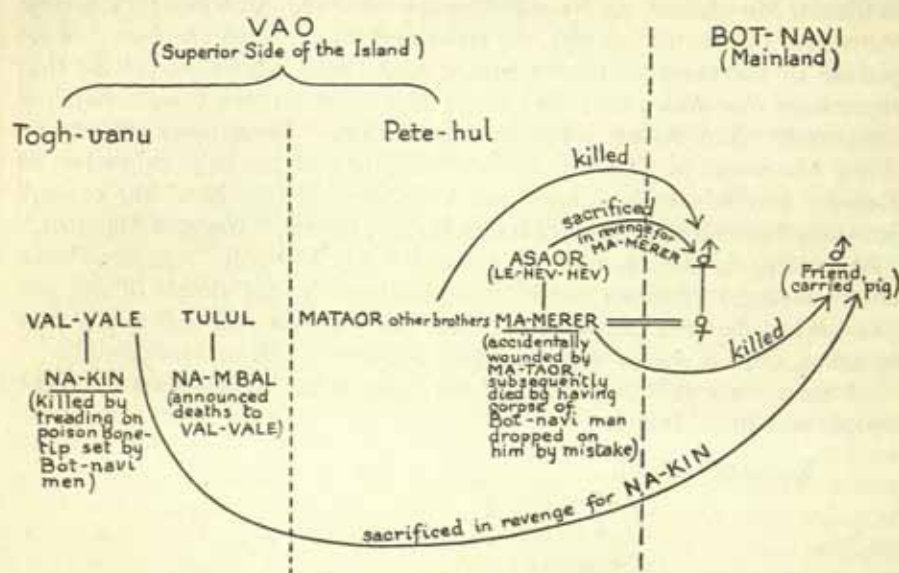 VAO
(Superior Side of the Island)
BOT-NAVI
(Mainland)
Togh-vanu
Pete-hul
killed
sacrificed
in revenge for
MA-MERER
ASAOR
(LE-HEV-HEV)
♂
♂
(Friend,
carried pig)
VAL-VALE
TULUL
MATAOR other brothers MA-MERER
♀
killed
NA-KIN
(killed by
treading on
poison Bone-
tip set by
Bot-navi
men)
NA-MBAL
(announced
deaths to
VAL-VALE)
(accidentally
wounded by
MA-TAOR,
subsequently
died by having
corpse of
Bot-navi man
dropped on
him by mistake)
sacrificed in revenge for NA-KIN